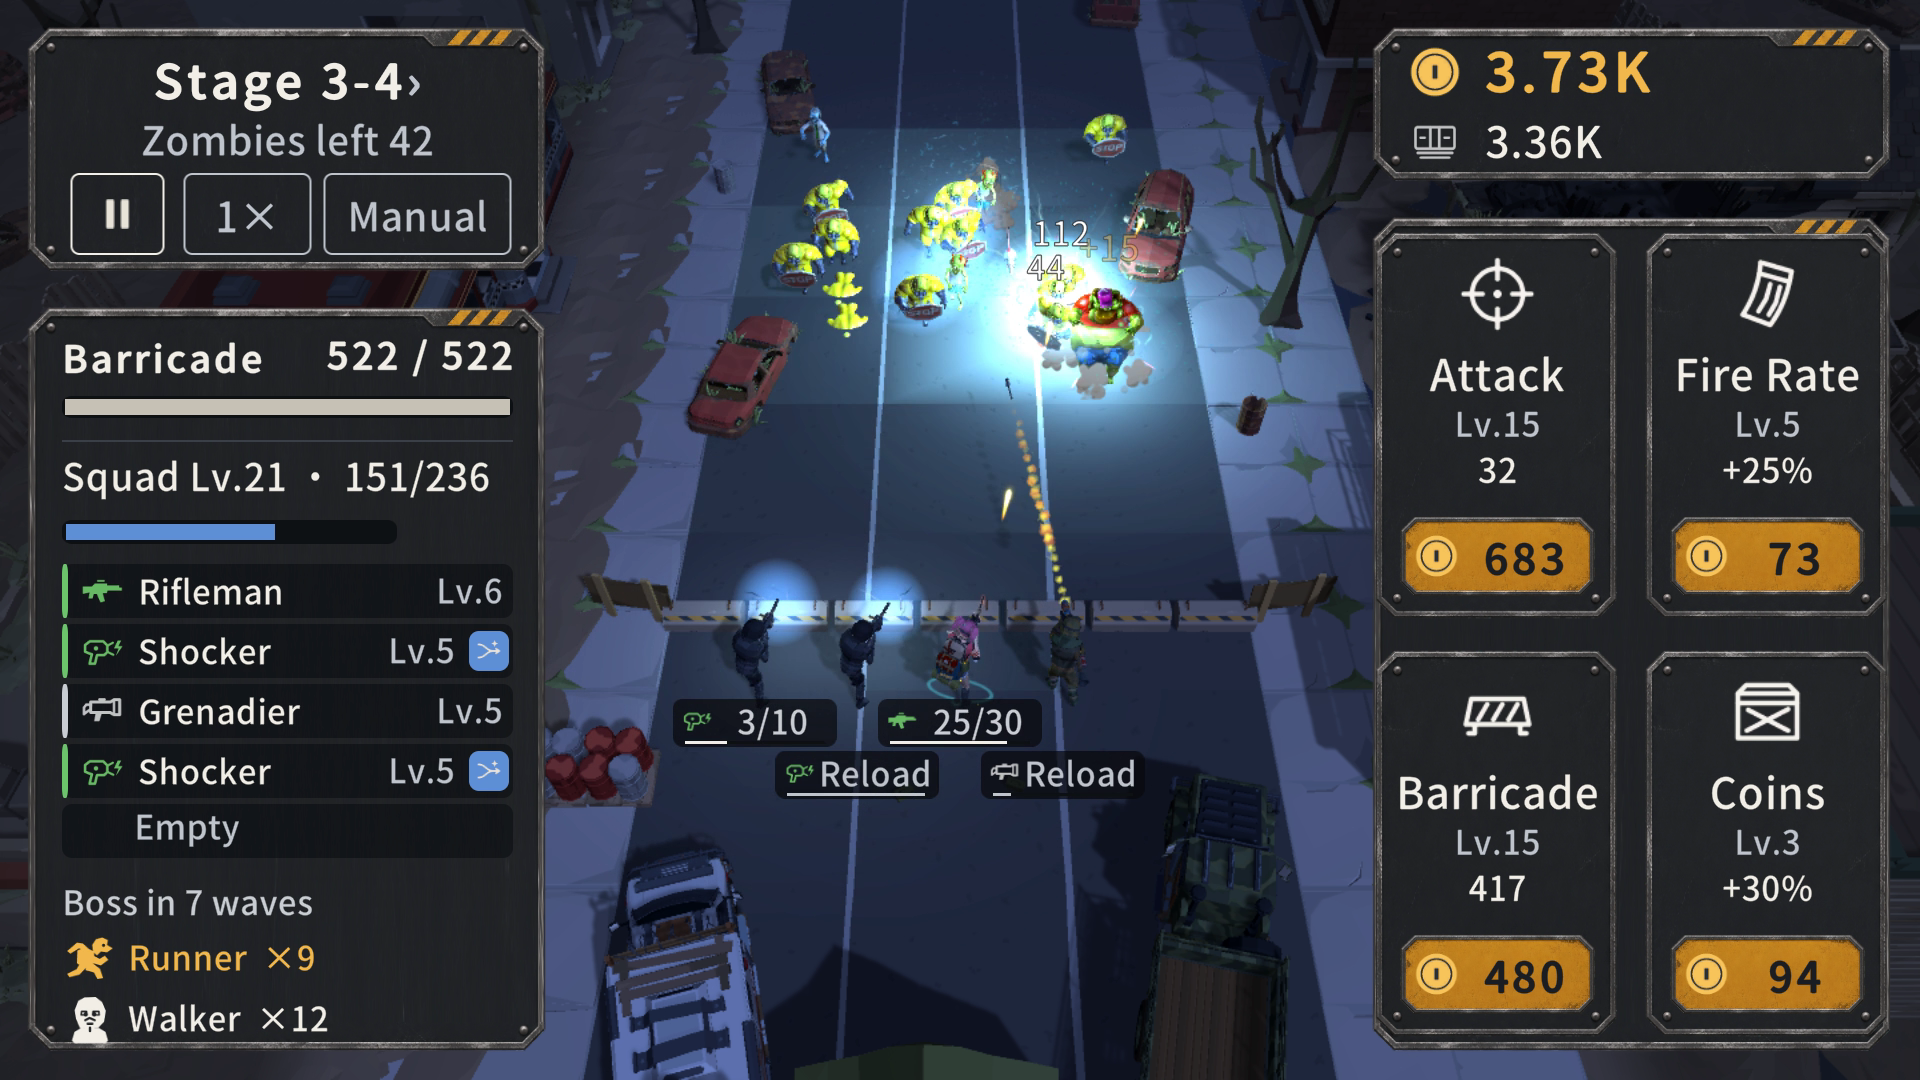 Stage 3-4›
Zombies left 42
1×
Manual
Barricade 522 / 522
Squad Lv.21 • 151/236
Rifleman Lv.6
Shocker Lv.5
Grenadier Lv.5
Shocker Lv.5
Empty
Boss in 7 waves
Runner ×9
Walker ×12
STOP
STOP
112
+15
44
3/10
25/30
Reload
Reload
3.73K
3.36K
Attack
Lv.15
32
683
Fire Rate
Lv.5
+25%
73
Barricade
Lv.15
417
480
Coins
Lv.3
+30%
94